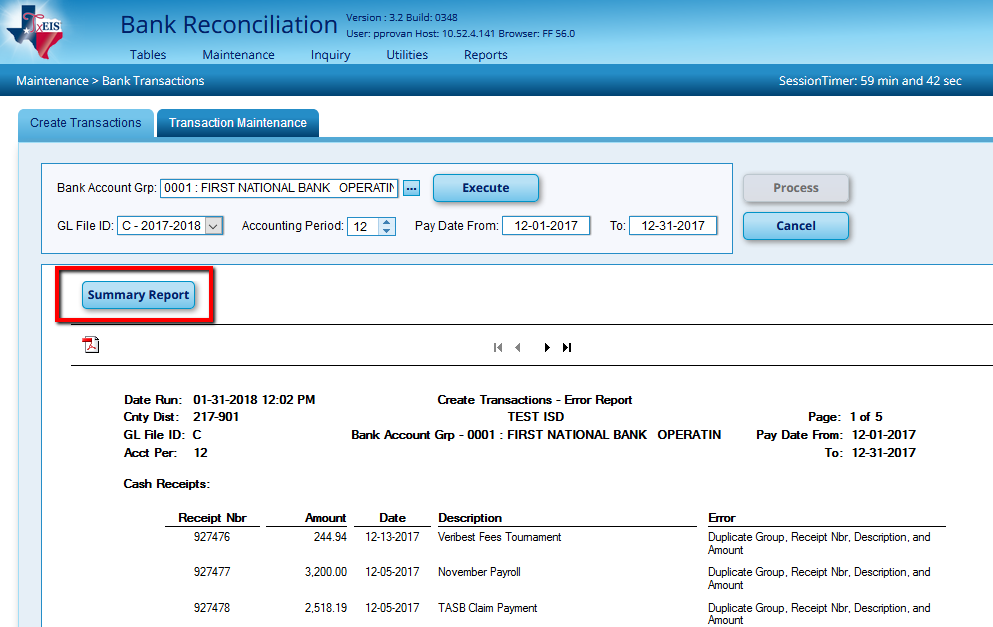 TxEIS
Bank Reconciliation
Version : 3.2 Build: 0348
User: pprovan Host: 10.52.4.141 Browser: FF 56.0
Tables Maintenance Inquiry Utilities Reports
Maintenance > Bank Transactions SessionTimer: 59 min and 42 sec
Create Transactions Transaction Maintenance
Bank Account Grp: 0001 : FIRST NATIONAL BANK OPERATIN ... Execute Process
GL File ID: C - 2017-2018 Accounting Period: 12 Pay Date From: 12-01-2017 To: 12-31-2017 Cancel
Summary Report
Date Run: 01-31-2018 12:02 PM Create Transactions - Error Report
Cnty Dist: 217-901 TEST ISD Page: 1 of 5
GL File ID: C Bank Account Grp - 0001 : FIRST NATIONAL BANK OPERATIN Pay Date From: 12-01-2017
Acct Per: 12 To: 12-31-2017
Cash Receipts:
Receipt Nbr Amount Date Description Error
927476 244.94 12-13-2017 Veribest Fees Tournament Duplicate Group, Receipt Nbr, Description, and
Amount
927477 3,200.00 12-05-2017 November Payroll Duplicate Group, Receipt Nbr, Description, and
Amount
927478 2,518.19 12-05-2017 TASB Claim Payment Duplicate Group, Receipt Nbr, Description, and
Amount